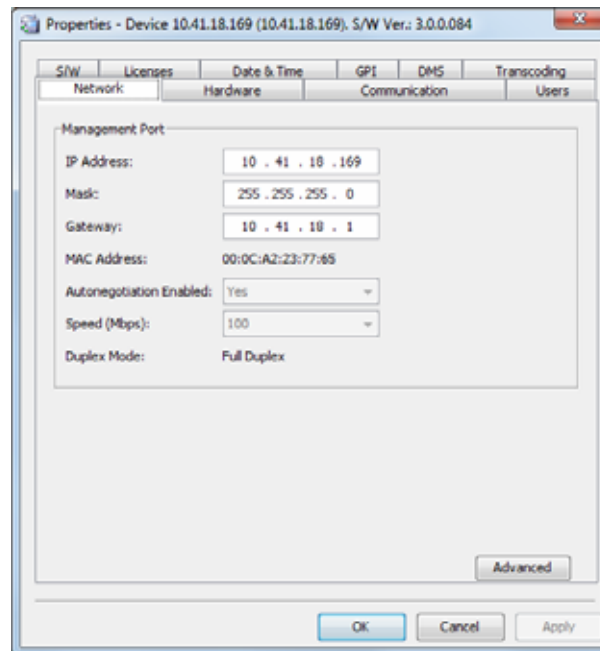 Properties - Device 10.41.18.169 (10.41.18.169). S/W Ver.: 3.0.0.084
S/W Licenses Date & Time GPI DMS Transcoding
Network Hardware Communication Users
Management Port
IP Address: 10 . 41 . 18 .169
Mask: 255 .255 .255 . 0
Gateway: 10 . 41 . 18 . 1
MAC Address: 00:0C:A2:23:77:65
Autonegotiation Enabled: Yes
Speed (Mbps): 100
Duplex Mode: Full Duplex
Advanced
OK Cancel Apply